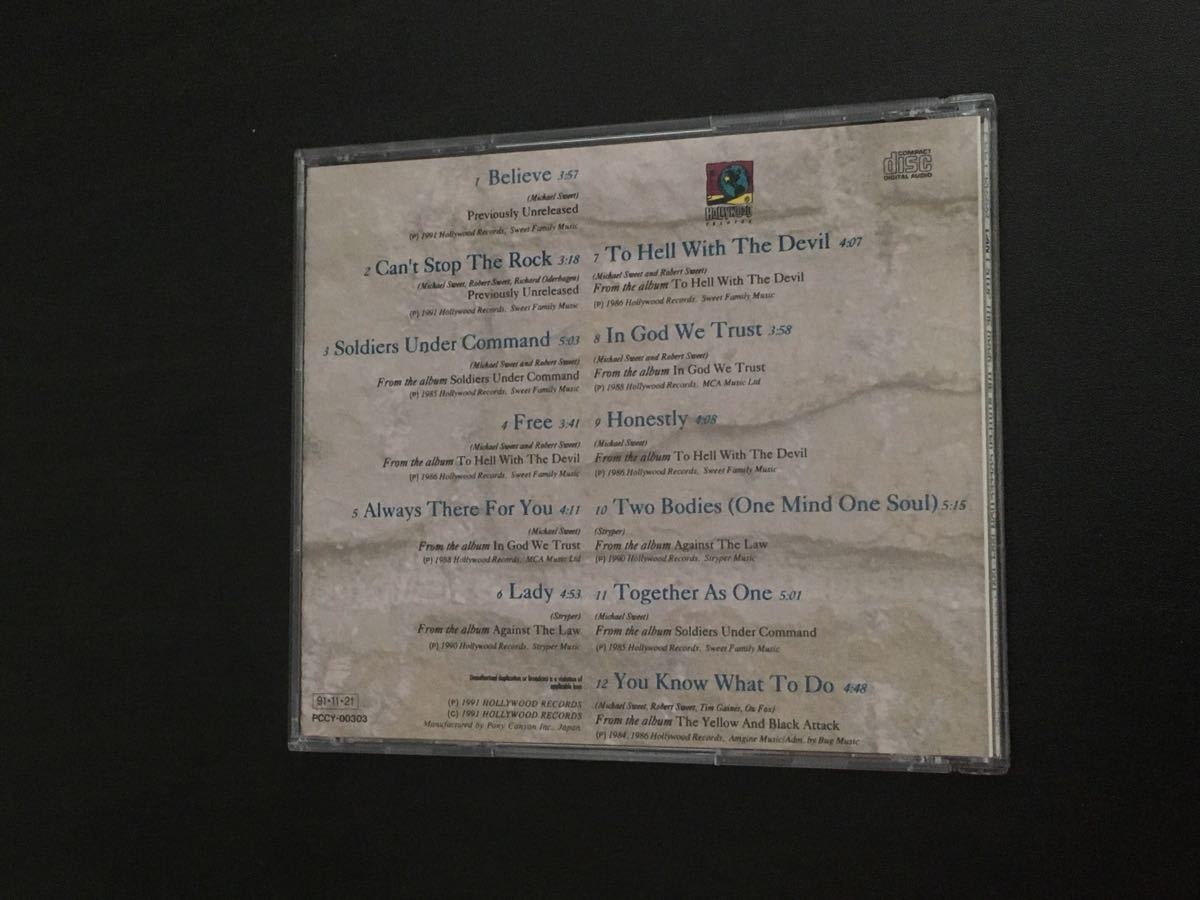 1 Believe 3:57
(Michael Sweet)
Previously Unreleased
(P) 1991 Hollywood Records, Sweet Family Music
2 Can't Stop The Rock 3:18
(Michael Sweet, Robert Sweet, Richard Oderhagen)
Previously Unreleased
(P) 1991 Hollywood Records, Sweet Family Music
3 Soldiers Under Command 5:03
(Michael Sweet and Robert Sweet)
From the album Soldiers Under Command
(P) 1985 Hollywood Records, Sweet Family Music
4 Free 3:41
(Michael Sweet and Robert Sweet)
From the album To Hell With The Devil
(P) 1986 Hollywood Records, Sweet Family Music
5 Always There For You 4:11
(Michael Sweet)
From the album In God We Trust
(P) 1988 Hollywood Records, MCA Music Ltd
6 Lady 4:53
(Stryper)
From the album Against The Law
(P) 1990 Hollywood Records, Stryper Music
Unauthorized duplication or broadcast is a violation of
applicable laws
(P) 1991 HOLLYWOOD RECORDS
(C) 1991 HOLLYWOOD RECORDS
Manufactured by Pony Canyon Inc., Japan
91·11·21
PCCY-00303
HOLLYWOOD
RECORDS
COMPACT
disc
DIGITAL AUDIO
7 To Hell With The Devil 4:07
(Michael Sweet and Robert Sweet)
From the album To Hell With The Devil
(P) 1986 Hollywood Records, Sweet Family Music
8 In God We Trust 3:58
(Michael Sweet and Robert Sweet)
From the album In God We Trust
(P) 1988 Hollywood Records, MCA Music Ltd
9 Honestly 4:08
(Michael Sweet)
From the album To Hell With The Devil
(P) 1986 Hollywood Records, Sweet Family Music
10 Two Bodies (One Mind One Soul) 5:15
(Stryper)
From the album Against The Law
(P) 1990 Hollywood Records, Stryper Music
11 Together As One 5:01
(Michael Sweet)
From the album Soldiers Under Command
(P) 1985 Hollywood Records, Sweet Family Music
12 You Know What To Do 4:48
(Michael Sweet, Robert Sweet, Tim Gaines, Oz Fox)
From the album The Yellow And Black Attack
(P) 1984, 1986 Hollywood Records, Amgine Music/Adm. by Bug Music